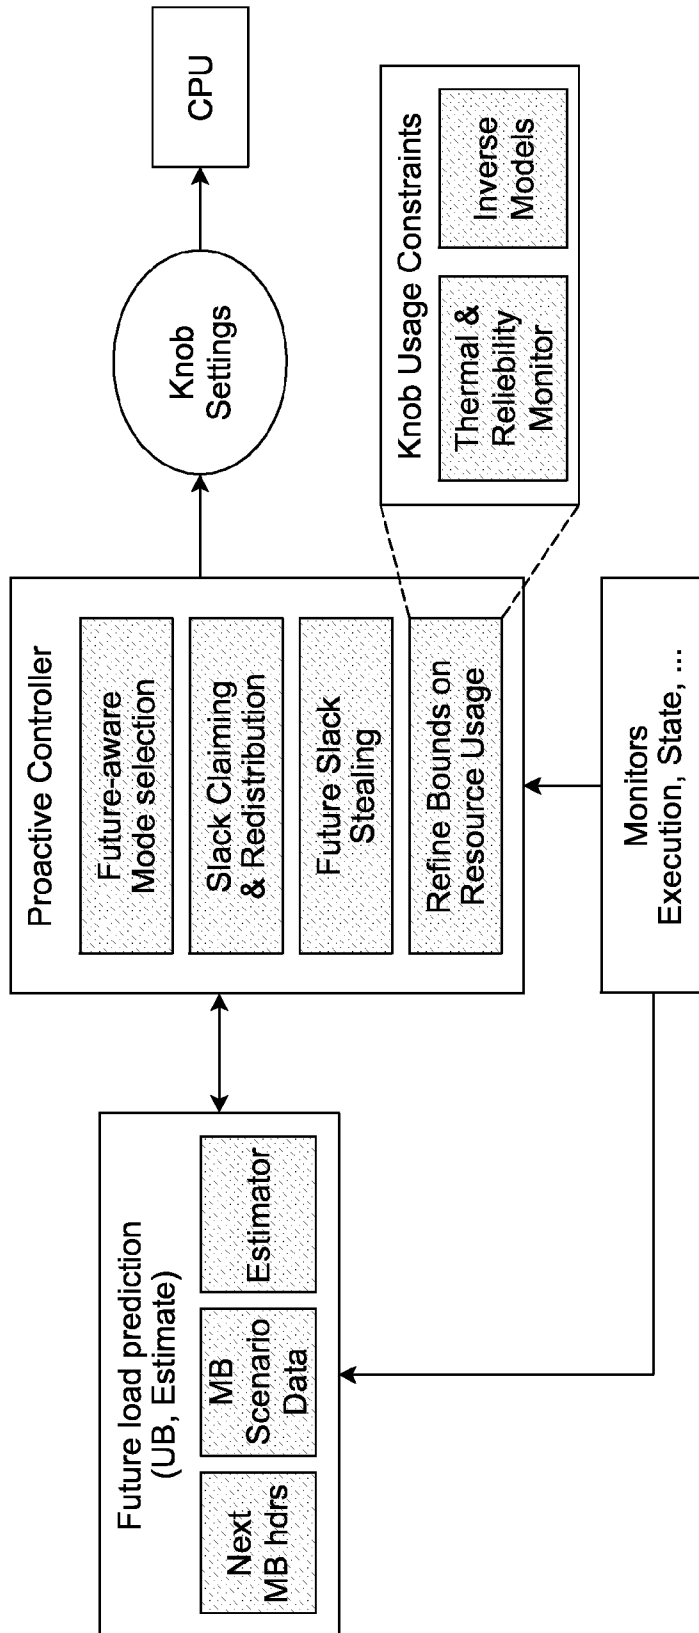 Future load prediction
(UB, Estimate)
Next
MB hdrs
MB
Scenario
Data
Estimator
Proactive Controller
Future-aware
Mode selection
Slack Claiming
& Redistribution
Future Slack
Stealing
Refine Bounds on
Resource Usage
Knob
Settings
CPU
Knob Usage Constraints
Thermal &
Reliebility
Monitor
Inverse
Models
Monitors
Execution, State, ...